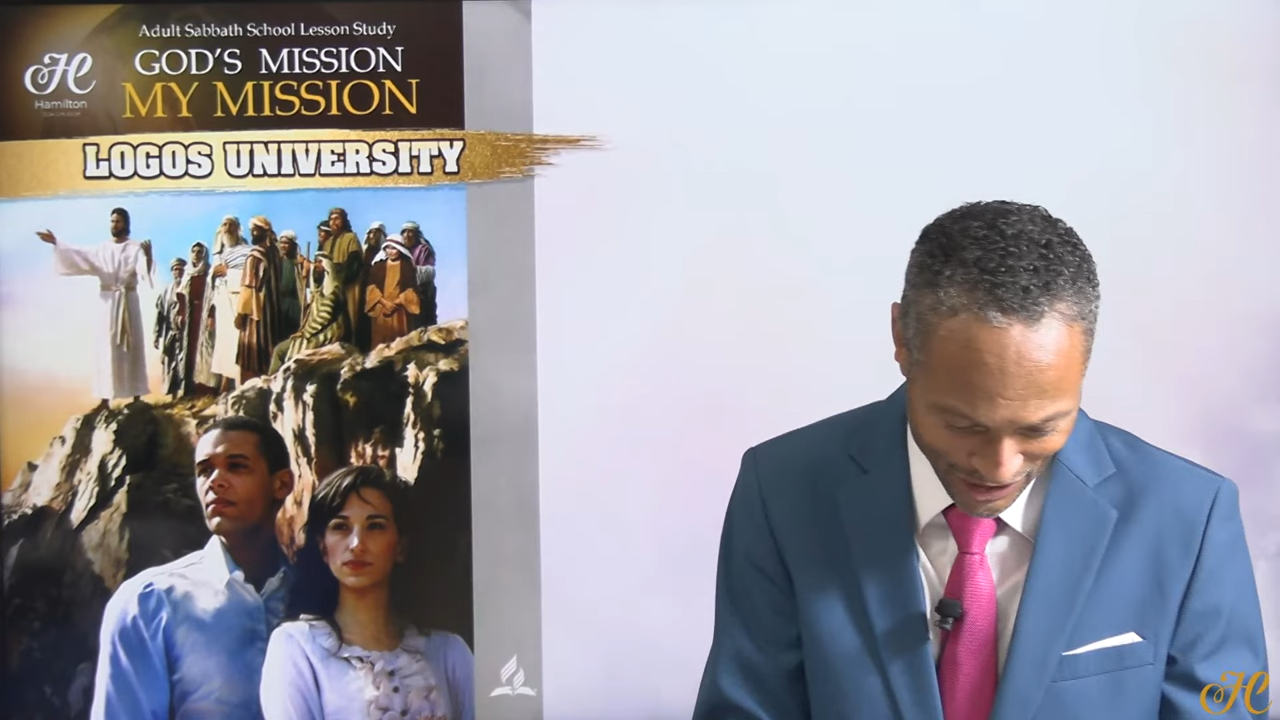 Adult Sabbath School Lesson Study
GOD'S MISSION
MY MISSION
H
Hamilton
LOGOS UNIVERSITY
H